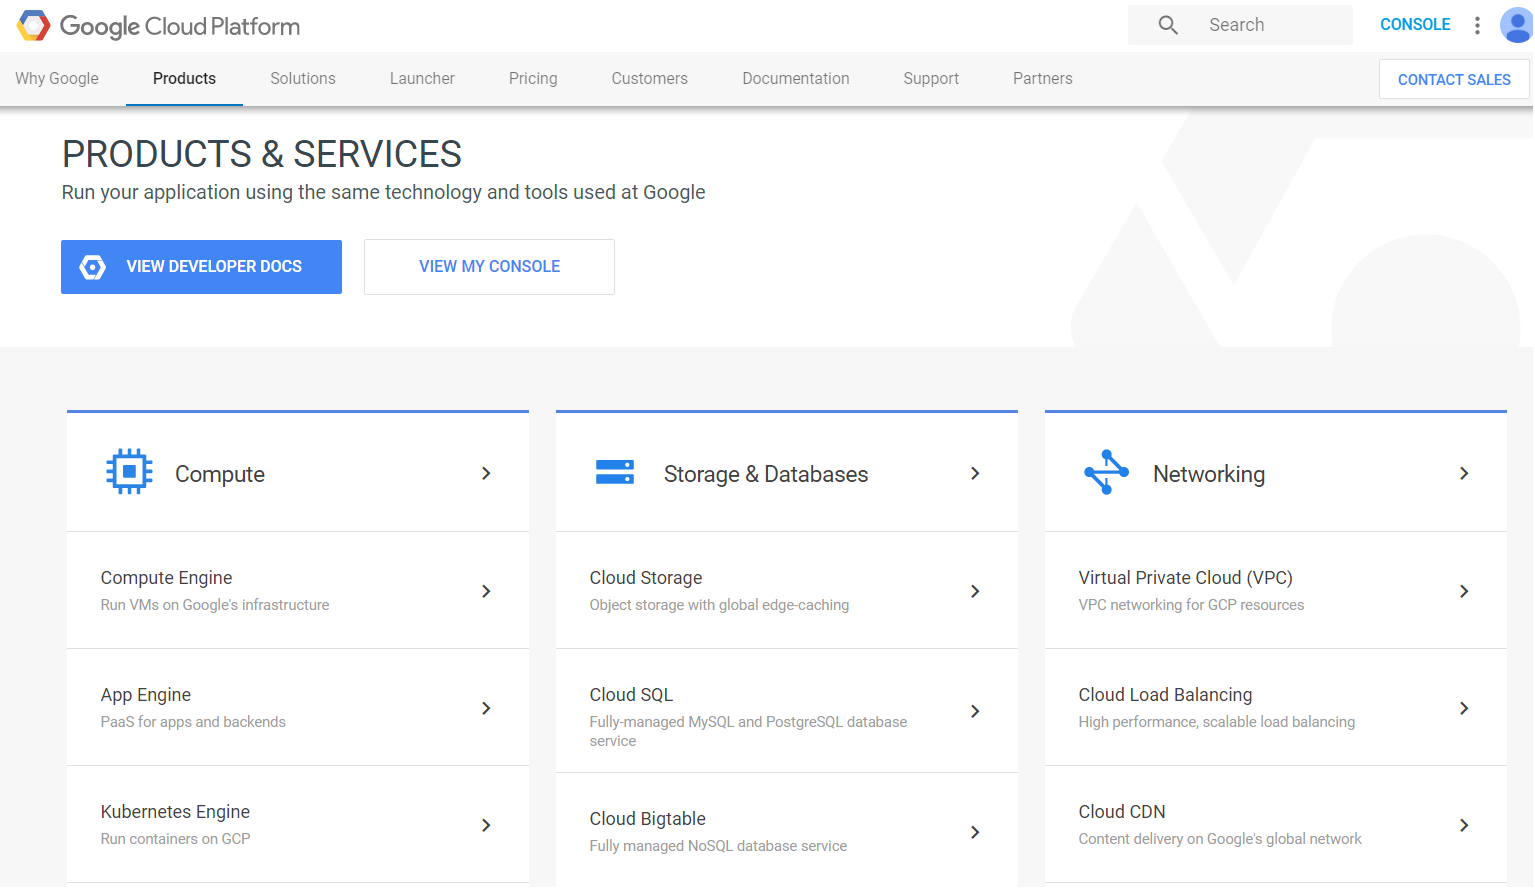 Google Cloud Platform
Search
CONSOLE
Why Google
Products
Solutions
Launcher
Pricing
Customers
Documentation
Support
Partners
CONTACT SALES
PRODUCTS & SERVICES
Run your application using the same technology and tools used at Google
VIEW DEVELOPER DOCS
VIEW MY CONSOLE
Compute
Compute Engine
Run VMs on Google's infrastructure
App Engine
PaaS for apps and backends
Kubernetes Engine
Run containers on GCP
Storage & Databases
Cloud Storage
Object storage with global edge-caching
Cloud SQL
Fully-managed MySQL and PostgreSQL database
service
Cloud Bigtable
Fully managed NoSQL database service
Networking
Virtual Private Cloud (VPC)
VPC networking for GCP resources
Cloud Load Balancing
High performance, scalable load balancing
Cloud CDN
Content delivery on Google's global network